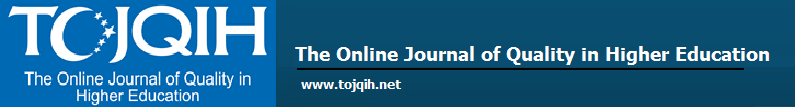 TOJQIH
The Online Journal of Quality in
Higher Education
The Online Journal of Quality in Higher Education
www.tojqih.net